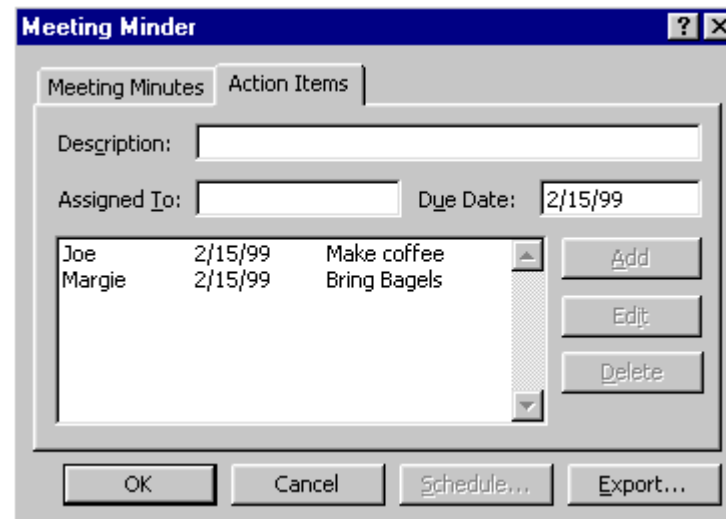 Meeting Minder ?
Meeting Minutes Action Items
Description:
Assigned To: Due Date: 2/15/99
Joe 2/15/99 Make coffee
Margie 2/15/99 Bring Bagels
Add
Edit
Delete
OK Cancel Schedule... Export...